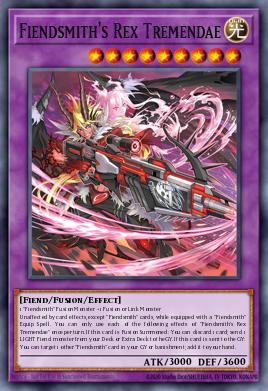 FIENDSMITH'S REX TREMENDAE
光
[FIEND/FUSION/EFFECT]
1 "Fiendsmith" Fusion Monster + 1 Fusion or Link Monster
Unaffected by card effects, except "Fiendsmith" cards, while equipped with a "Fiendsmith"
Equip Spell. You can only use each of the following effects of "Fiendsmith's Rex
Tremendae" once per turn. If this card is Fusion Summoned: You can discard 1 card; send 1
LIGHT Fiend monster from your Deck or Extra Deck to the GY. If this card is sent to the GY:
You can target 1 other "Fiendsmith" card in your GY or banishment; add it to your hand.
ATK/3000 DEF/3600